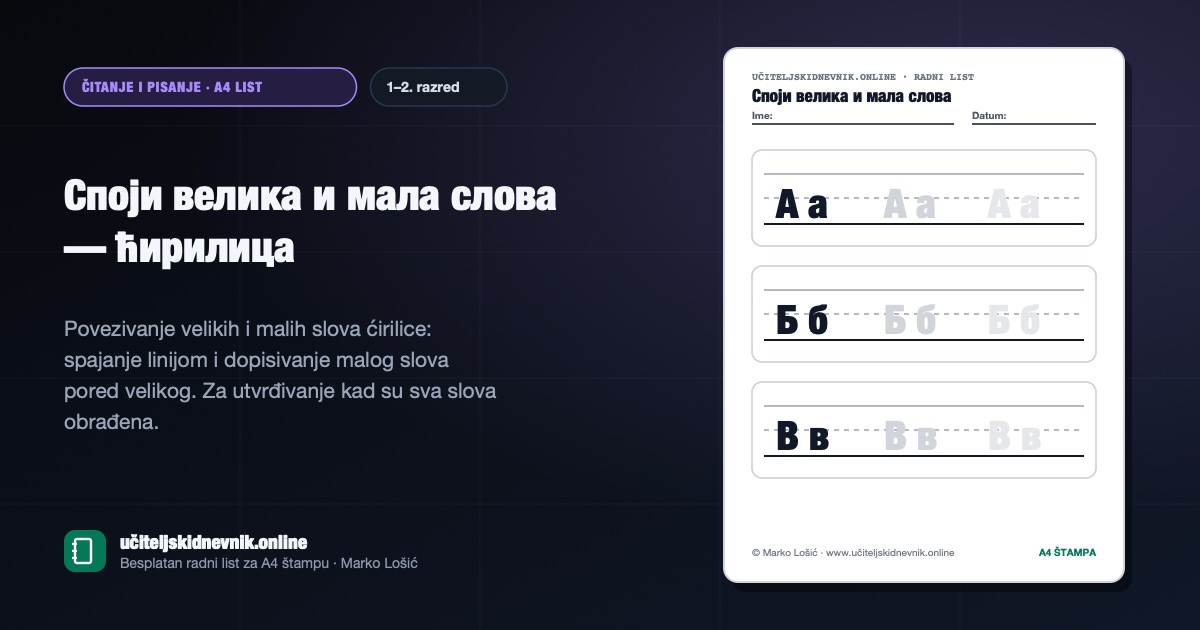 ČITANJE I PISANJE · A4 LIST
1–2. razred
Споји велика и мала слова
— ћирилица
Povezivanje velikih i malih slova ćirilice:
spajanje linijom i dopisivanje malog slova
pored velikog. Za utvrđivanje kad su sva slova
obrađena.
učiteljskidnevnik.online
Besplatan radni list za A4 štampu · Marko Lošić
UČITELJSKIDNEVNIK.ONLINE · RADNI LIST
Споји велика и мала слова
Ime: Datum:
А а А а А а
Б б Б б Б б
В в В в В в
© Marko Lošić · www.učiteljskidnevnik.online
A4 ŠTAMPA